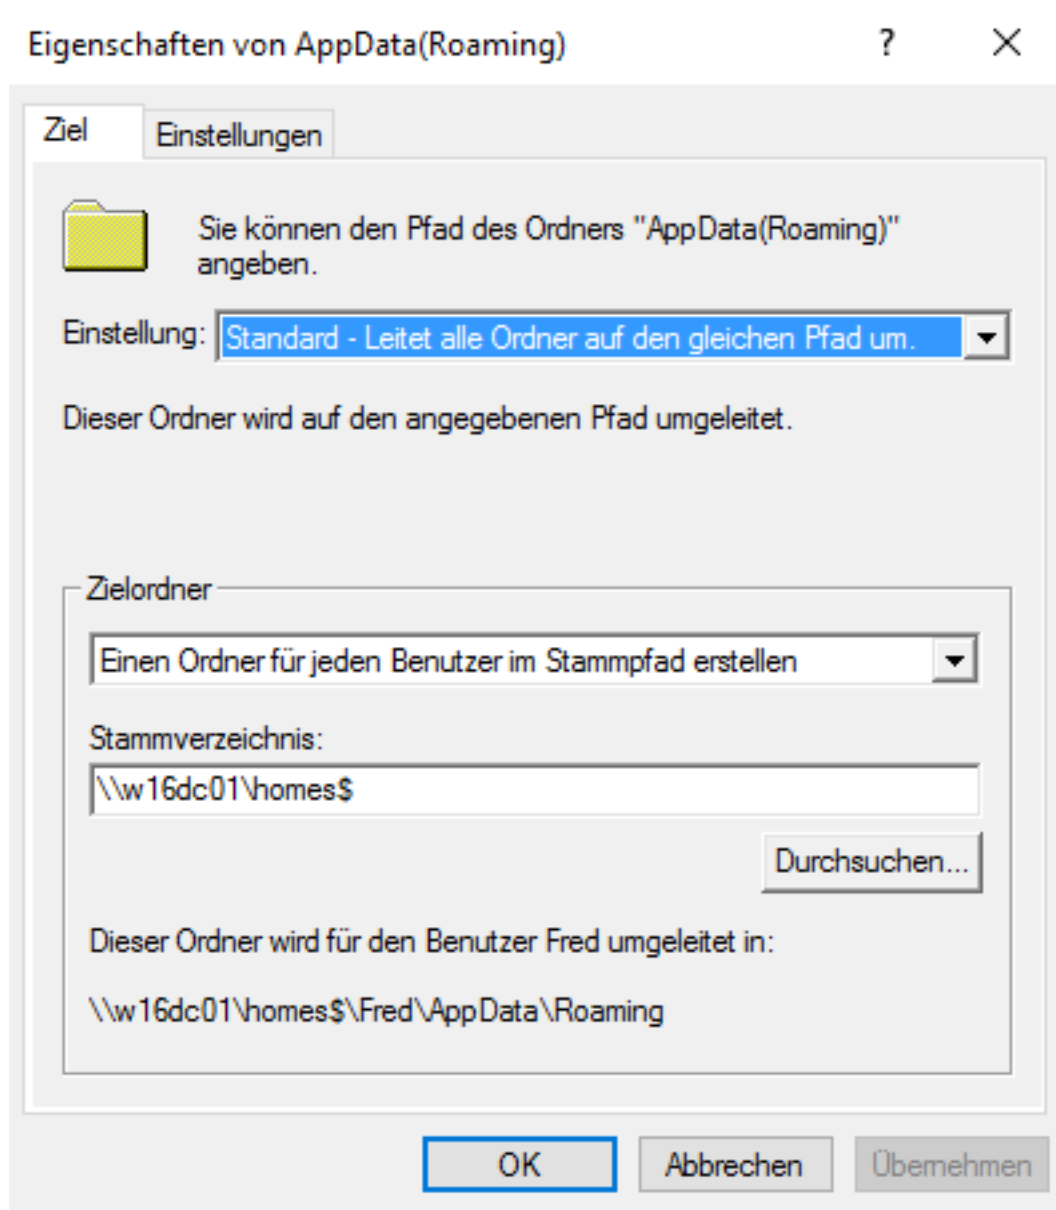 Eigenschaften von AppData(Roaming)
?
Ziel
Einstellungen
Sie können den Pfad des Ordners "AppData(Roaming)"
angeben.
Einstellung: Standard - Leitet alle Ordner auf den gleichen Pfad um.
Dieser Ordner wird auf den angegebenen Pfad umgeleitet.
Zielordner
Einen Ordner für jeden Benutzer im Stammpfad erstellen
Stammverzeichnis:
\\w16dc01\homes$
Durchsuchen...
Dieser Ordner wird für den Benutzer Fred umgeleitet in:
\\w16dc01\homes$\Fred\AppData\Roaming
OK
Abbrechen
Übernehmen